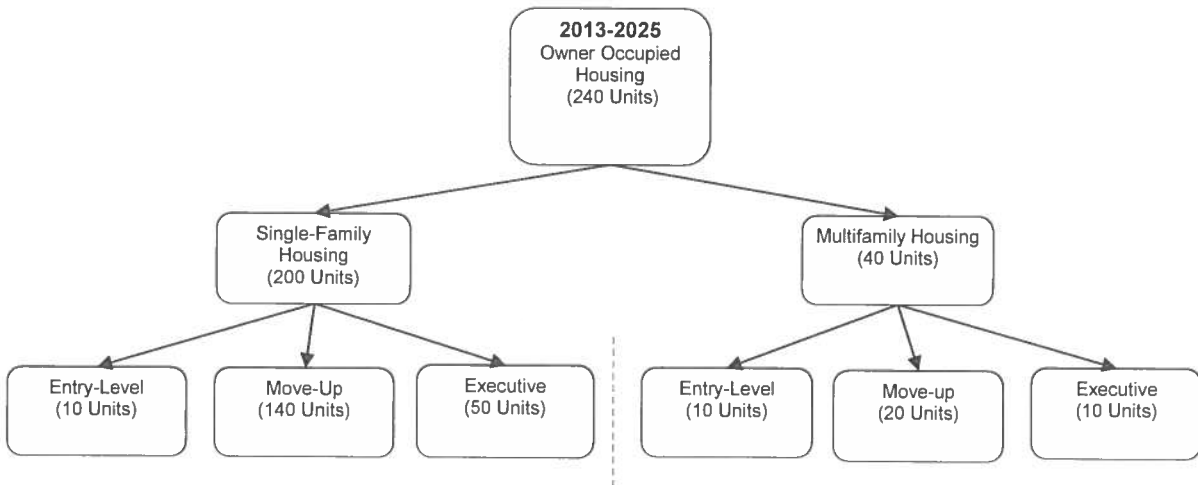 2013-2025
Owner Occupied
Housing
(240 Units)
Single-Family
Housing
(200 Units)
Multifamily Housing
(40 Units)
Entry-Level
(10 Units)
Move-Up
(140 Units)
Executive
(50 Units)
Entry-Level
(10 Units)
Move-up
(20 Units)
Executive
(10 Units)